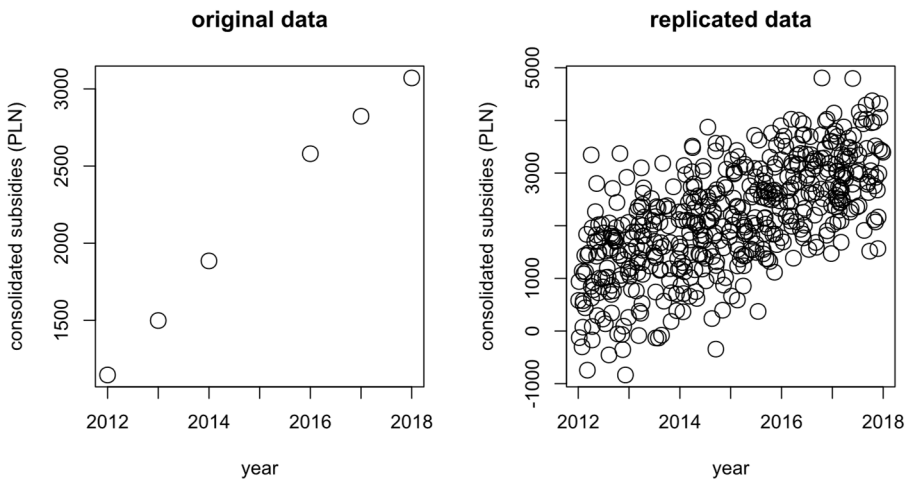 original data
consolidated subsidies (PLN)
3000
2500
2000
1500
2012
2014
2016
2018
year
replicated data
consolidated subsidies (PLN)
5000
3000
1000
0
-1000
2012
2014
2016
2018
year